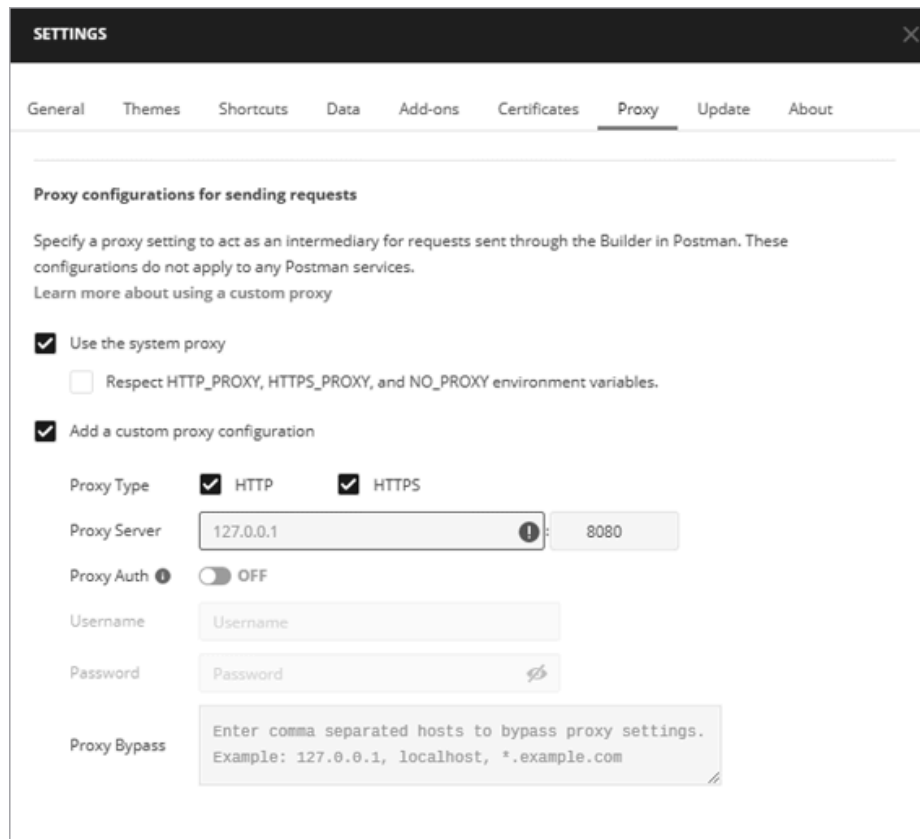 SETTINGS
General Themes Shortcuts Data Add-ons Certificates Proxy Update About
Proxy configurations for sending requests
Specify a proxy setting to act as an intermediary for requests sent through the Builder in Postman. These
configurations do not apply to any Postman services.
Learn more about using a custom proxy
Use the system proxy
Respect HTTP_PROXY, HTTPS_PROXY, and NO_PROXY environment variables.
Add a custom proxy configuration
Proxy Type HTTP HTTPS
Proxy Server 127.0.0.1 : 8080
Proxy Auth OFF
Username Username
Password Password
Proxy Bypass
Enter comma separated hosts to bypass proxy settings.
Example: 127.0.0.1, localhost, *.example.com